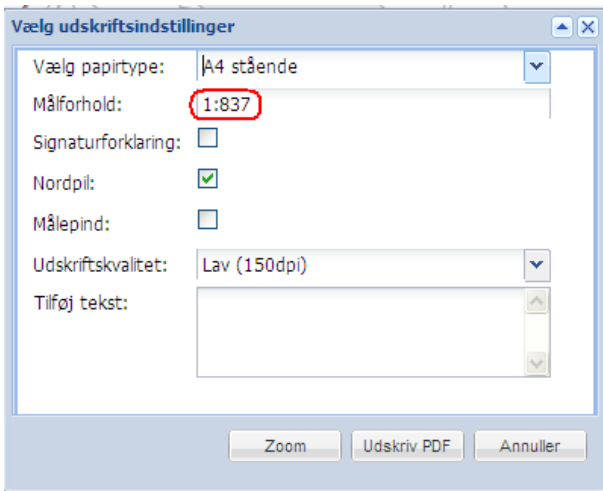 Vælg udskriftsindstillinger
Vælg papirtype: A4 stående
Målforhold: 1:837
Signaturforklaring:
Nordpil:
Målepind:
Udskriftskvalitet: Lav (150dpi)
Tilføj tekst:
Zoom Udskriv PDF Annuller